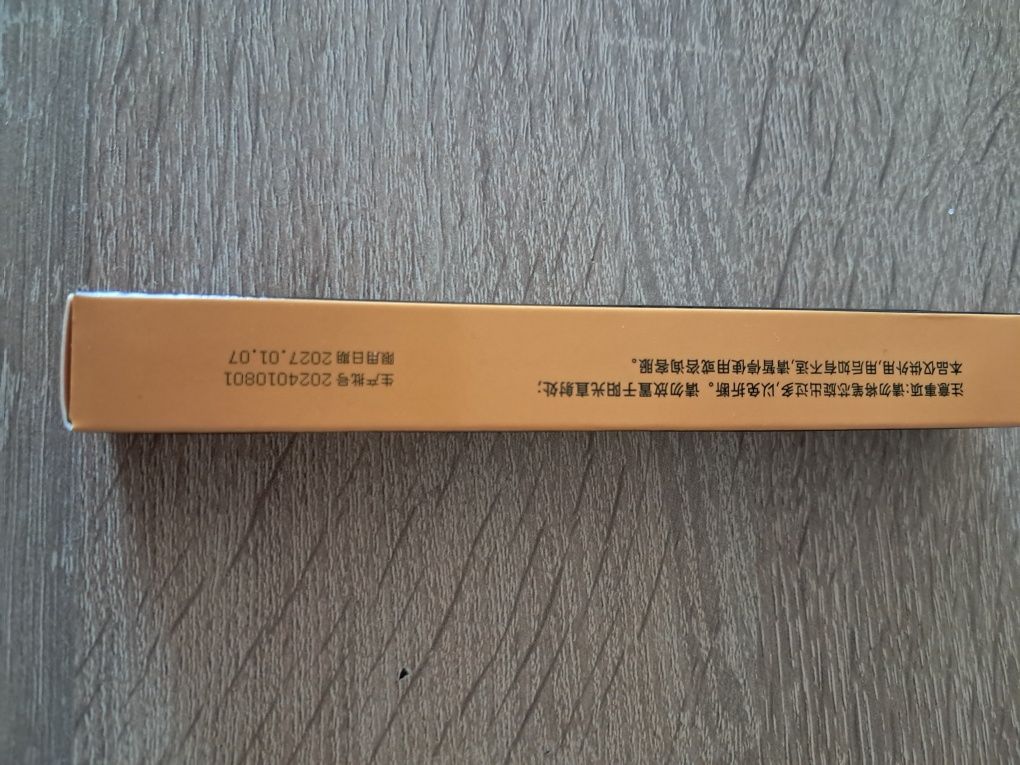 注意事项:请勿将笔芯旋出过多,以免折断。请勿放置于阳光直射处;
本品仅供外用,用后如有不适,请暂停使用或咨询客服。
生产批号 2024010801
限用日期 2027.01.07